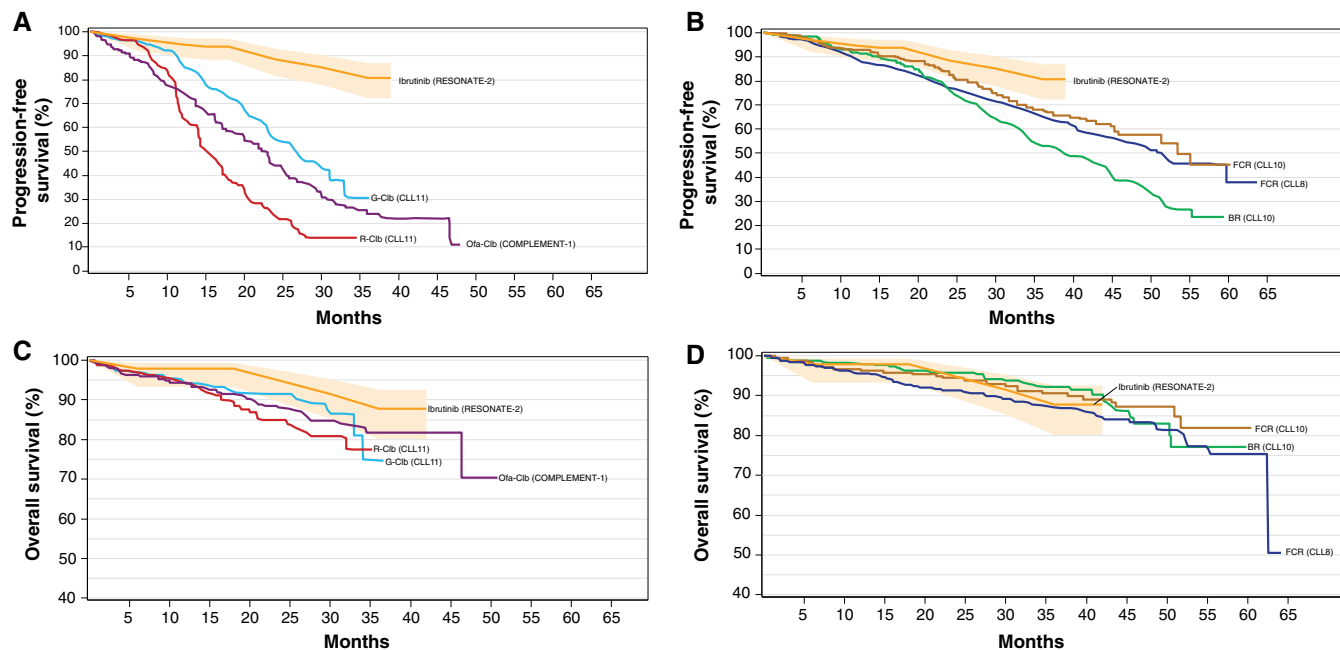 A
Progression-free
survival (%)
100
90
80
70
60
50
40
30
20
10
0
Ibrutinib (RESONATE-2)
G-Clb (CLL11)
R-Clb (CLL11)
Ofa-Clb (COMPLEMENT-1)
5 10 15 20 25 30 35 40 45 50 55 60 65
Months
B
Progression-free
survival (%)
100
90
80
70
60
50
40
30
20
10
0
Ibrutinib (RESONATE-2)
FCR (CLL10)
FCR (CLL8)
BR (CLL10)
5 10 15 20 25 30 35 40 45 50 55 60 65
Months
C
Overall survival (%)
100
90
80
70
60
50
40
Ibrutinib (RESONATE-2)
R-Clb (CLL11)
G-Clb (CLL11)
Ofa-Clb (COMPLEMENT-1)
5 10 15 20 25 30 35 40 45 50 55 60 65
Months
D
Overall survival (%)
100
90
80
70
60
50
40
Ibrutinib (RESONATE-2)
FCR (CLL10)
BR (CLL10)
FCR (CLL8)
5 10 15 20 25 30 35 40 45 50 55 60 65
Months